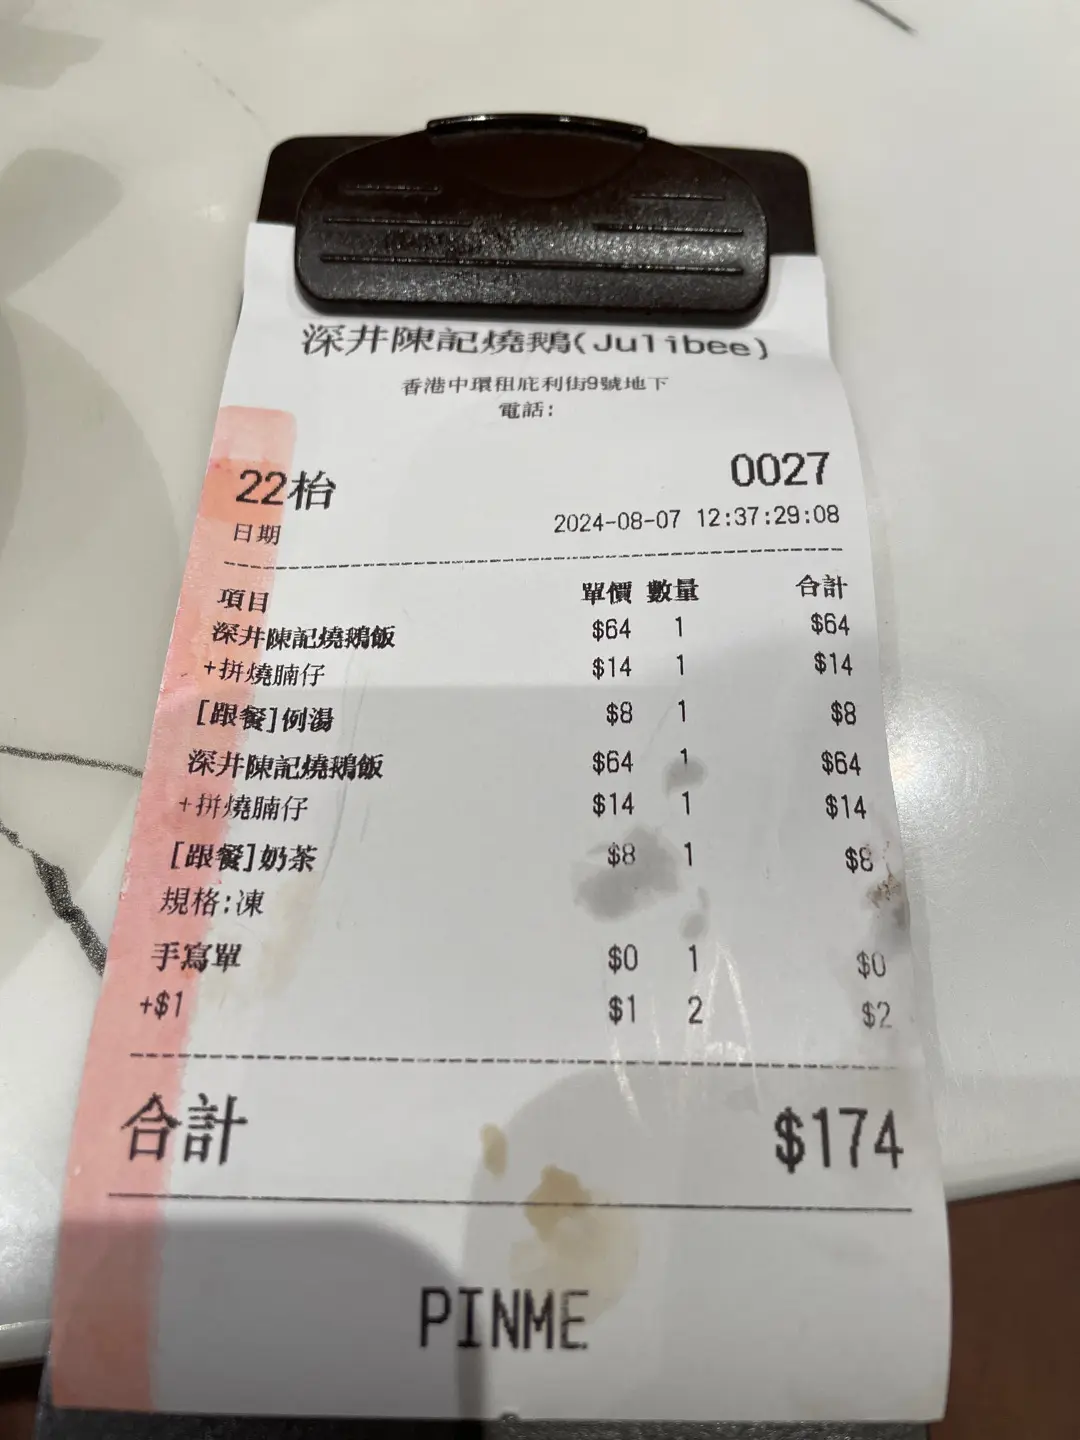 深井陳記燒鵝(Julibee)
香港中環租庇利街9號地下
電話:
22枱 0027
日期 2024-08-07 12:37:29:08
項目 單價 數量 合計
深井陳記燒鵝飯 $64 1 $64
+拼燒腩仔 $14 1 $14
[跟餐]例湯 $8 1 $8
深井陳記燒鵝飯 $64 1 $64
+拼燒腩仔 $14 1 $14
[跟餐]奶茶 $8 1 $8
規格:凍
手寫單 $0 1 $0
+$1 $1 2 $2
合計 $174
PINME